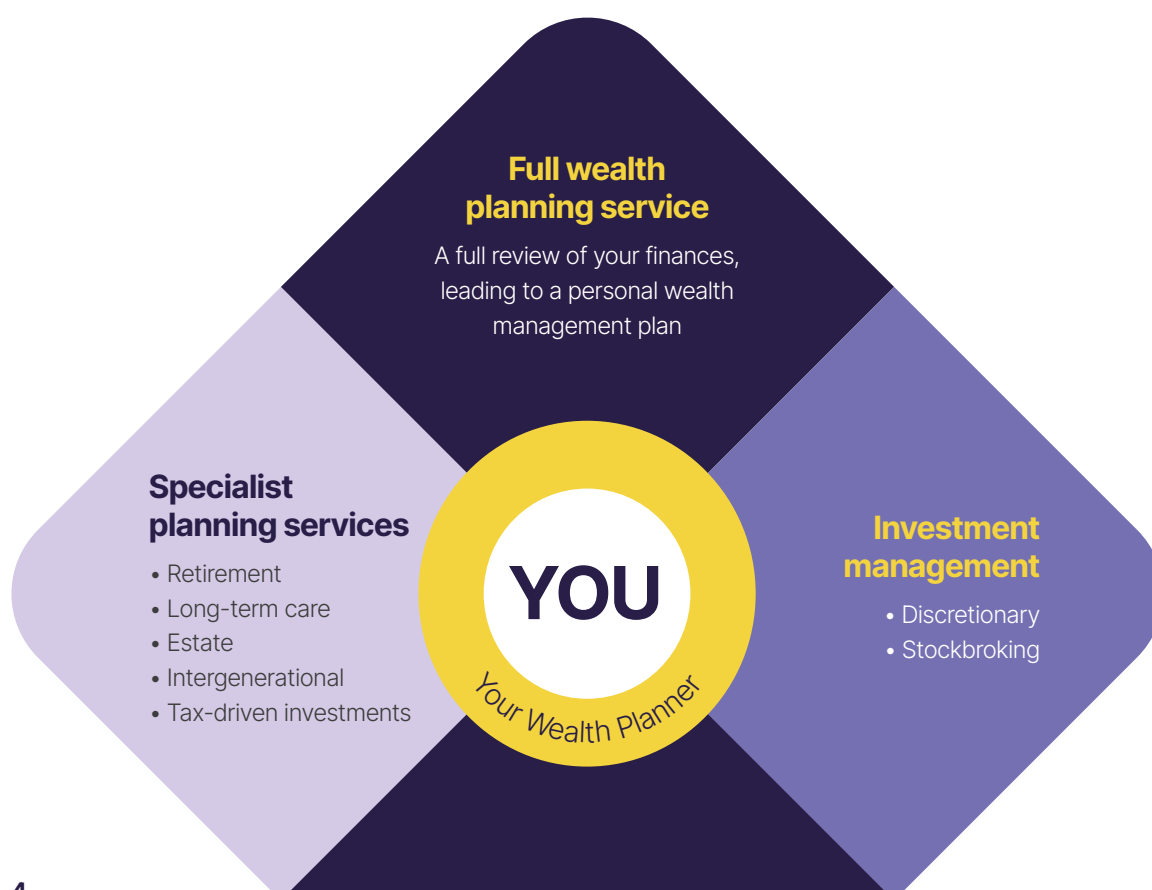 Full wealth
planning service
A full review of your finances,
leading to a personal wealth
management plan
Specialist
planning services
• Retirement
• Long-term care
• Estate
• Intergenerational
• Tax-driven investments
YOU
Your Wealth Planner
Investment
management
• Discretionary
• Stockbroking
4